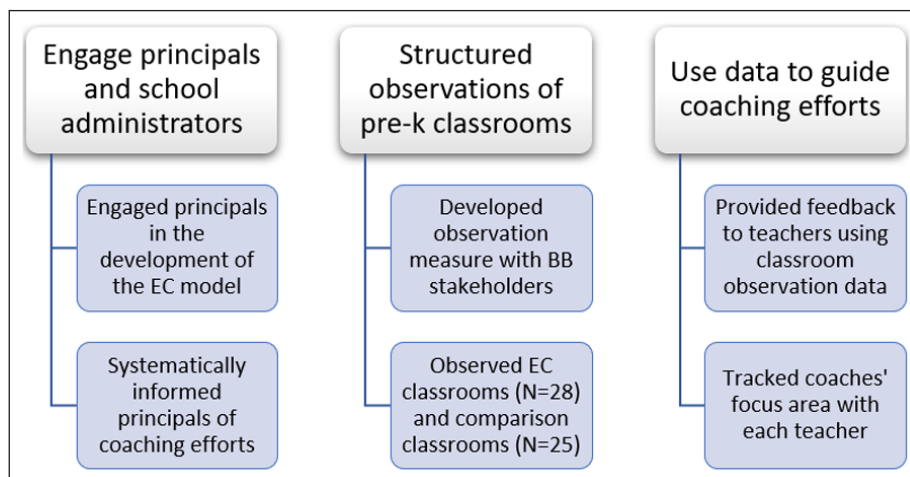 Engage principals
and school
administrators
Engaged principals
in the
development of
the EC model
Systematically
informed
principals of
coaching efforts
Structured
observations of
pre-k classrooms
Developed
observation
measure with BB
stakeholders
Observed EC
classrooms (N=28)
and comparison
classrooms (N=25)
Use data to guide
coaching efforts
Provided feedback
to teachers using
classroom
observation data
Tracked coaches'
focus area with
each teacher